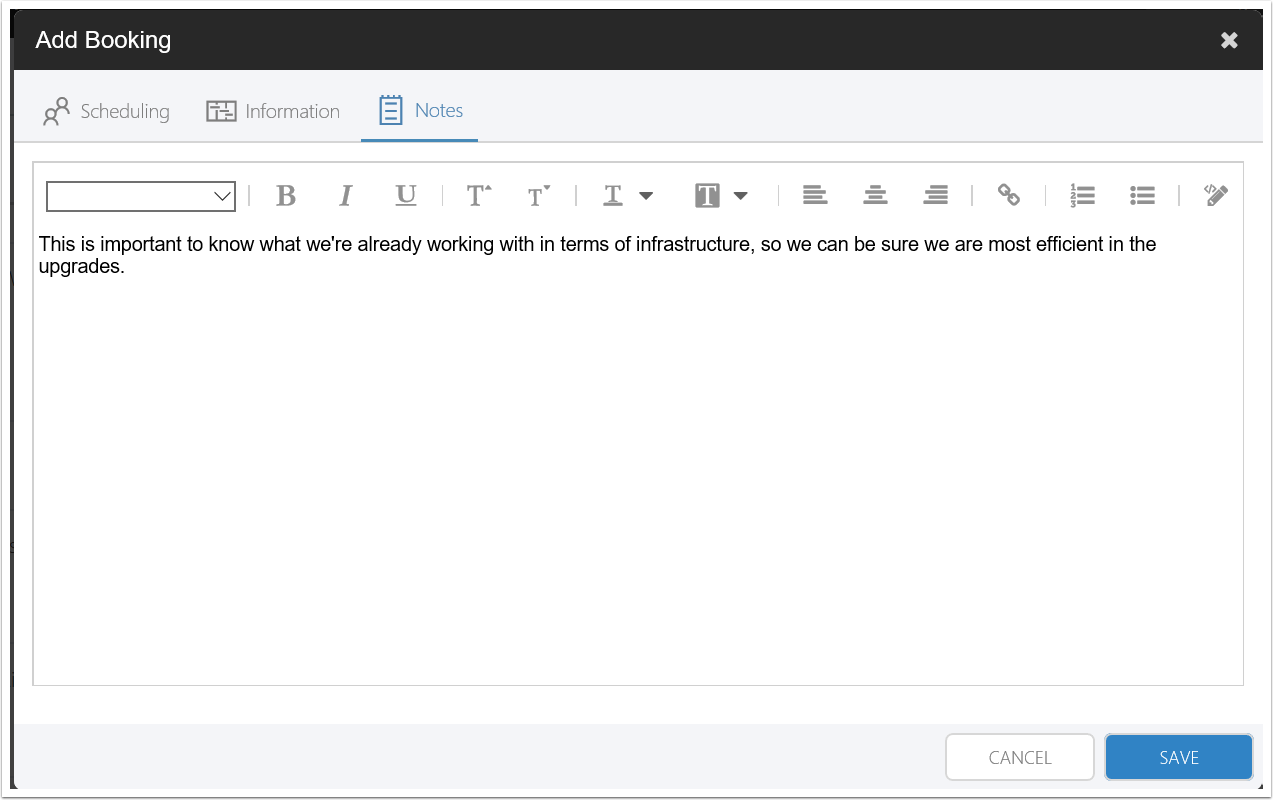 Add Booking
Scheduling
Information
Notes
B I U T T T T
This is important to know what we're already working with in terms of infrastructure, so we can be sure we are most efficient in the
upgrades.
CANCEL
SAVE